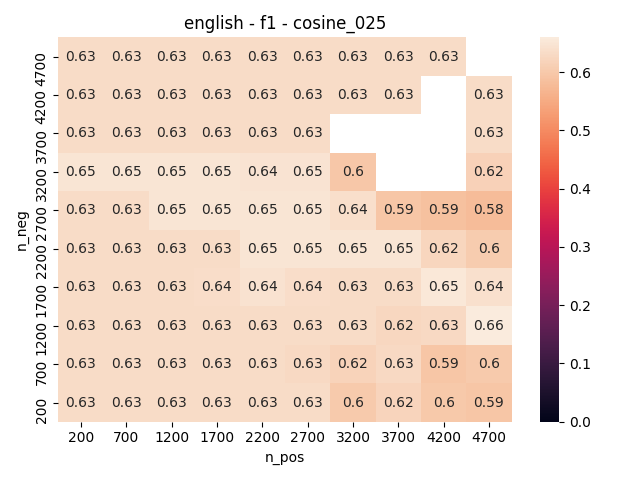 english - f1 - cosine_025
4700 0.63 0.63 0.63 0.63 0.63 0.63 0.63 0.63 0.63
4200 0.63 0.63 0.63 0.63 0.63 0.63 0.63 0.63 0.63
3700 0.63 0.63 0.63 0.63 0.63 0.63 0.63
3200 0.65 0.65 0.65 0.65 0.64 0.65 0.6 0.62
2700 0.63 0.63 0.65 0.65 0.65 0.65 0.64 0.59 0.59 0.58
2200 0.63 0.63 0.63 0.63 0.65 0.65 0.65 0.65 0.62 0.6
1700 0.63 0.63 0.63 0.64 0.64 0.64 0.63 0.63 0.65 0.64
1200 0.63 0.63 0.63 0.63 0.63 0.63 0.63 0.62 0.63 0.66
700 0.63 0.63 0.63 0.63 0.63 0.63 0.62 0.63 0.59 0.6
200 0.63 0.63 0.63 0.63 0.63 0.63 0.6 0.62 0.6 0.59
200 700 1200 1700 2200 2700 3200 3700 4200 4700
n_pos
n_neg
0.6
0.5
0.4
0.3
0.2
0.1
0.0